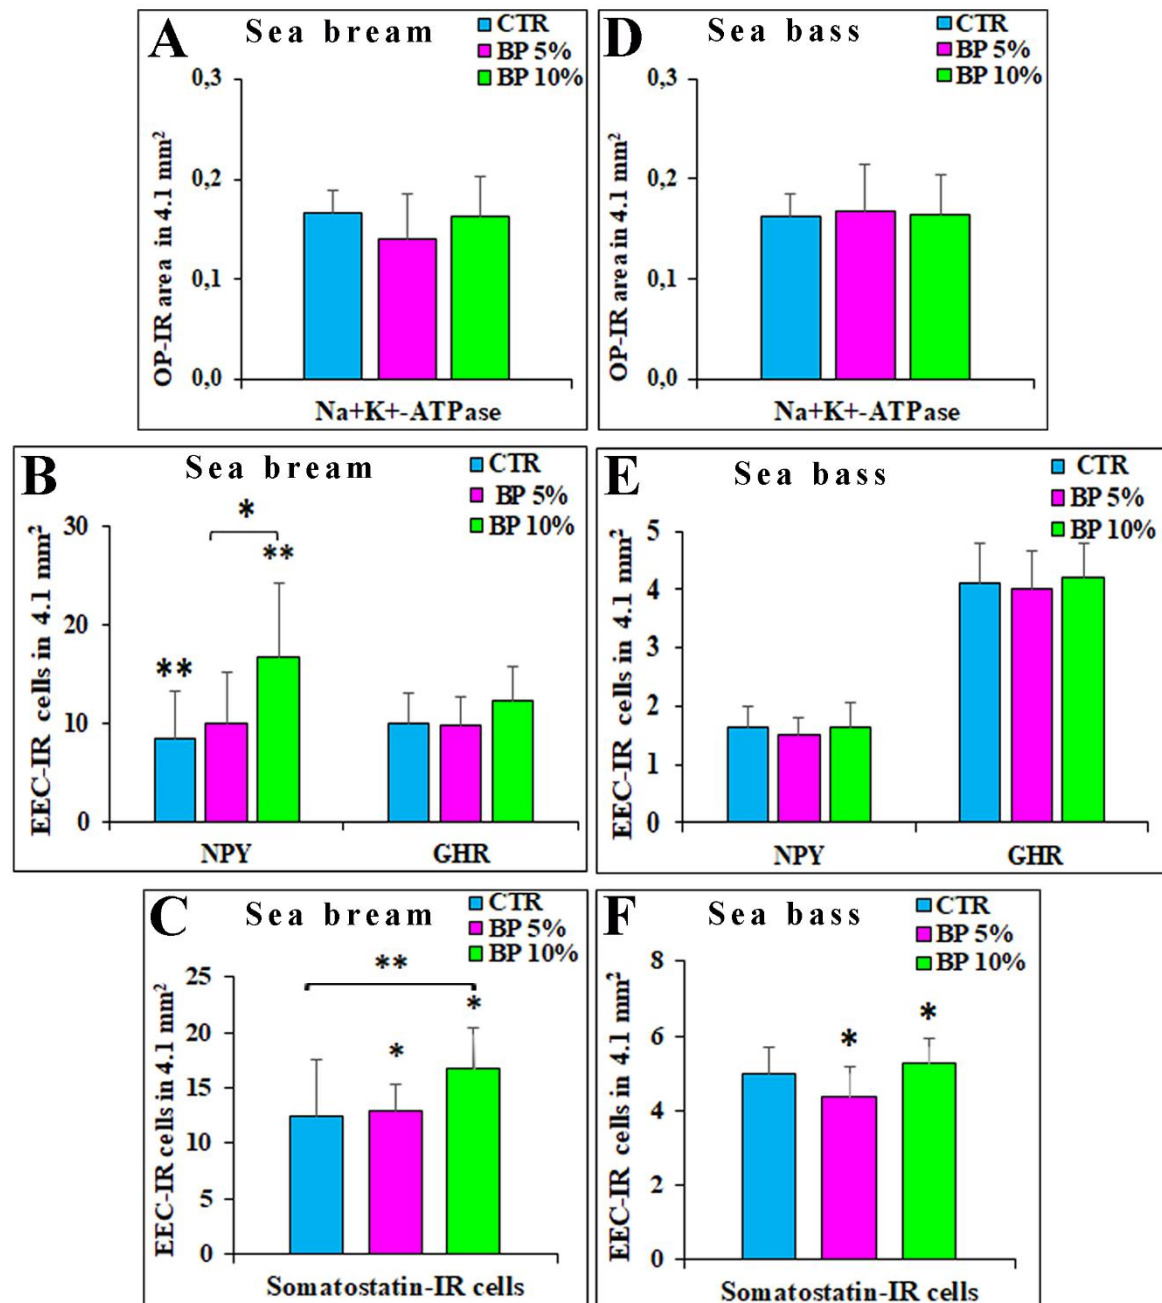 A
Sea bream
CTR
BP 5%
BP 10%
OP-IR area in 4.1 mm²
0,3
0,2
0,1
0,0
Na+K+-ATPase
D
Sea bass
CTR
BP 5%
BP 10%
OP-IR area in 4.1 mm²
0,3
0,2
0,1
0,0
Na+K+-ATPase
B
Sea bream
CTR
BP 5%
BP 10%
EEC-IR cells in 4.1 mm²
30
20
10
0
*
**
**
NPY
GHR
E
Sea bass
CTR
BP 5%
BP 10%
EEC-IR cells in 4.1 mm²
5
4
3
2
1
0
NPY
GHR
C
Sea bream
CTR
BP 5%
BP 10%
EEC-IR cells in 4.1 mm²
25
20
15
10
5
0
**
*
*
Somatostatin-IR cells
F
Sea bass
CTR
BP 5%
BP 10%
EEC-IR cells in 4.1 mm²
8
6
4
2
0
*
*
Somatostatin-IR cells